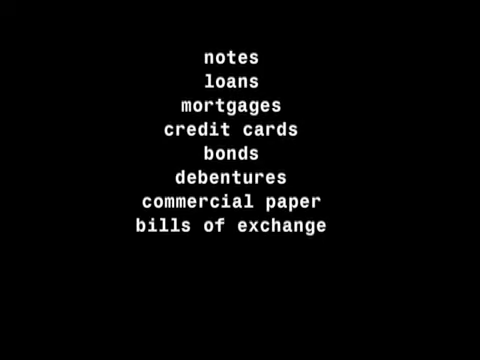 notes
loans
mortgages
credit cards
bonds
debentures
commercial paper
bills of exchange